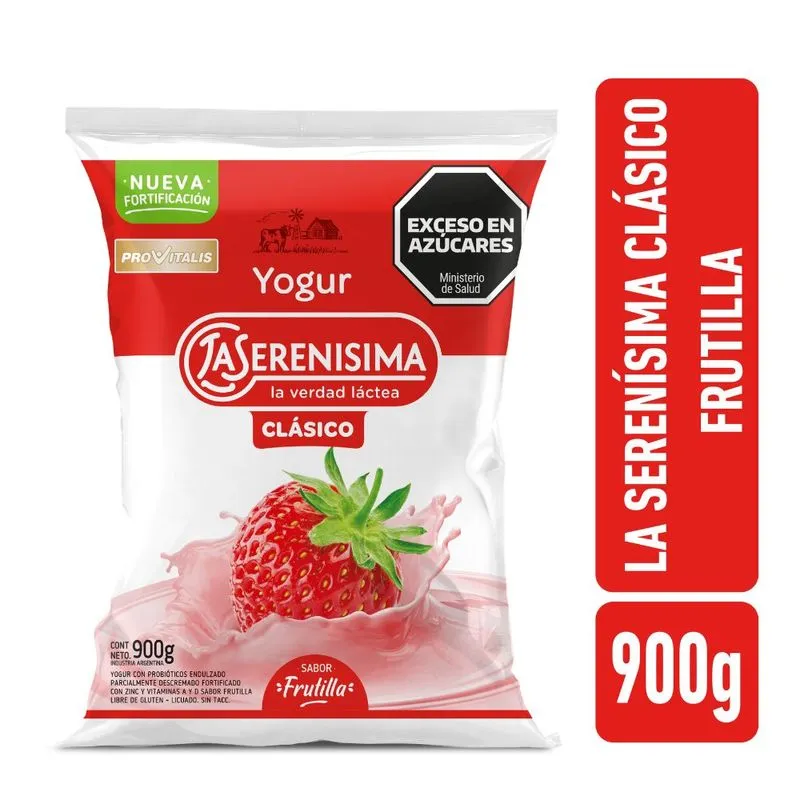 ·NUEVA·
FORTIFICACIÓN
PROVITALIS
Yogur
EXCESO EN
AZÚCARES
Ministerio
de Salud
LASERENISIMA
la verdad láctea
CLÁSICO
CONT
NETO. 900g
INDUSTRIA ARGENTINA.
YOGUR CON PROBIÓTICOS ENDULZADO
PARCIALMENTE DESCREMADO FORTIFICADO
CON ZINC Y VITAMINAS A Y D SABOR FRUTILLA
LIBRE DE GLUTEN - LICUADO. SIN TACC.
SABOR
Frutilla
LA SERENÍSIMA CLÁSICO
FRUTILLA
900g